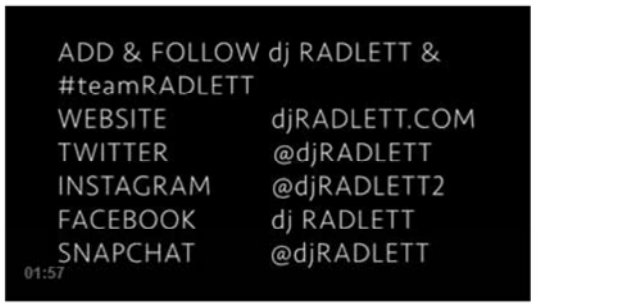 ADD & FOLLOW dj RADLETT &
#teamRADLETT
WEBSITE djRADLETT.COM
TWITTER @djRADLETT
INSTAGRAM @djRADLETT2
FACEBOOK dj RADLETT
SNAPCHAT @djRADLETT
01:57